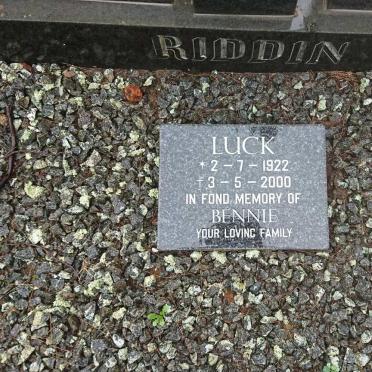 RIDDIN
LUCK
* 2 – 7 – 1922
† 3 – 5 – 2000
IN FOND MEMORY OF
BENNIE
YOUR LOVING FAMILY